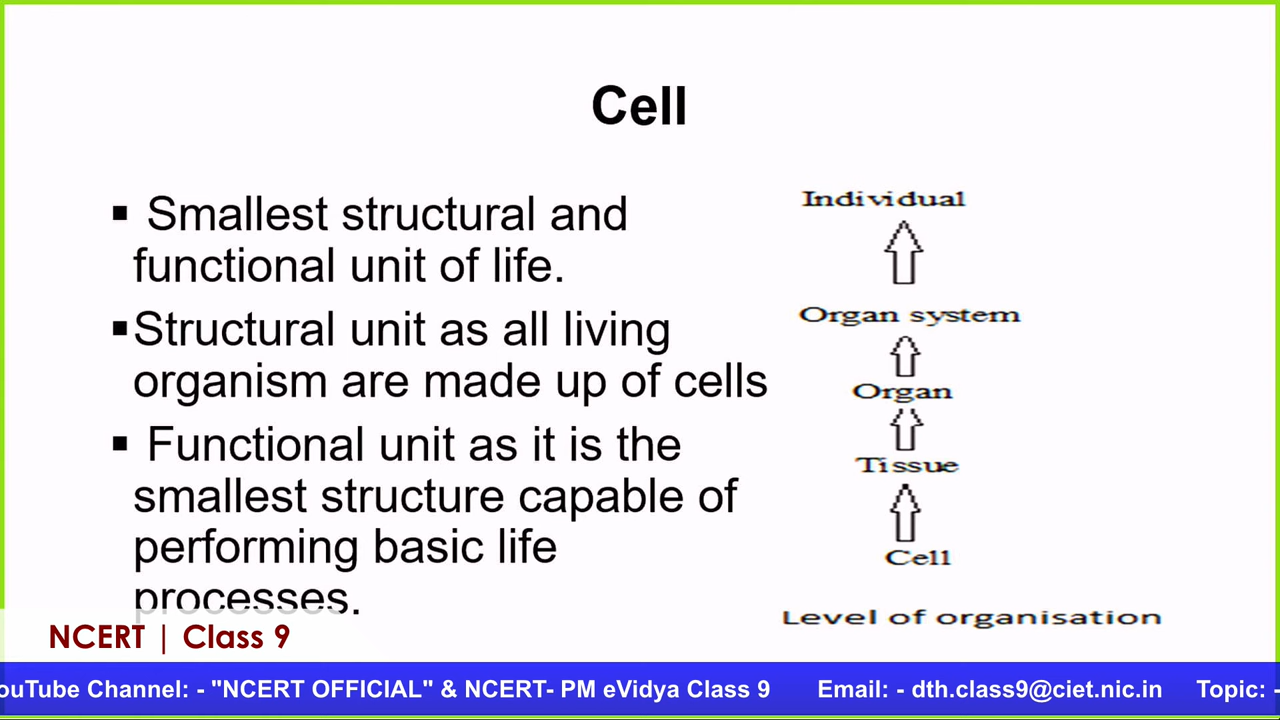 Cell
▪ Smallest structural and
functional unit of life.
▪Structural unit as all living
organism are made up of cells
▪ Functional unit as it is the
smallest structure capable of
performing basic life
processes.
Individual
Organ system
Organ
Tissue
Cell
Level of organisation
NCERT | Class 9
ouTube Channel: - "NCERT OFFICIAL" & NCERT- PM eVidya Class 9 Email: - dth.class9@ciet.nic.in Topic: -